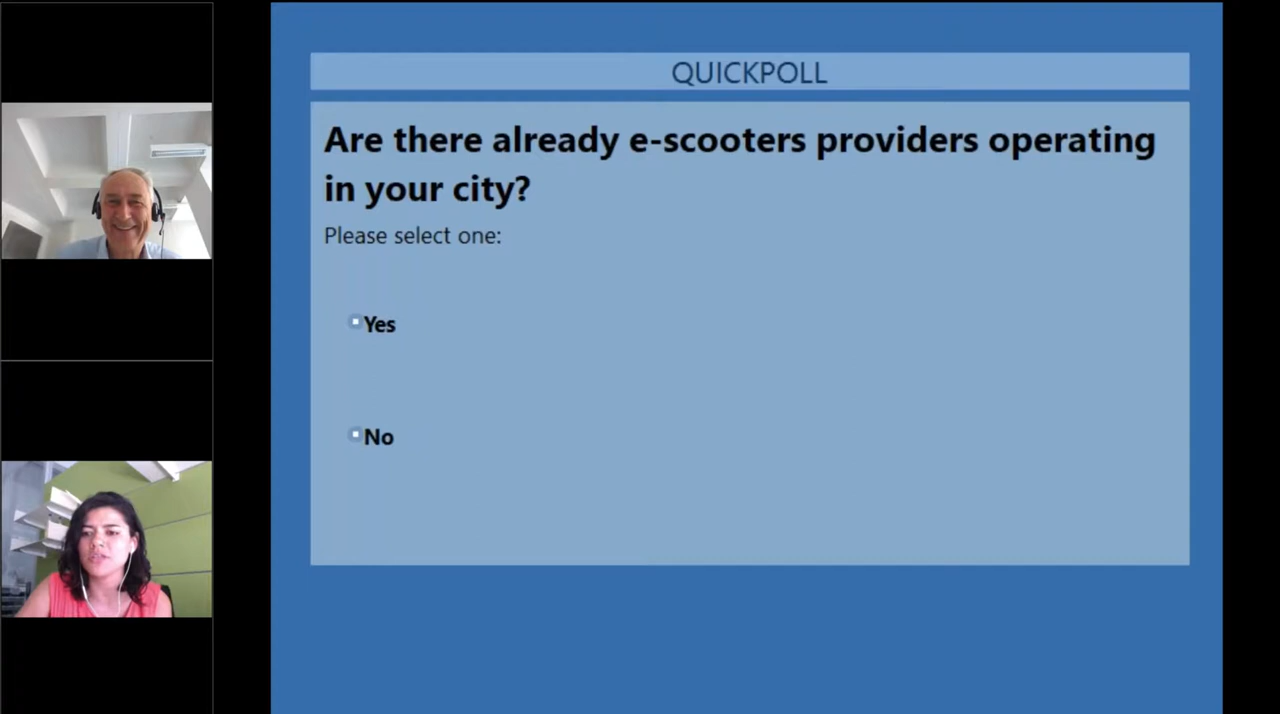 QUICKPOLL
Are there already e-scooters providers operating
in your city?
Please select one:
Yes
No